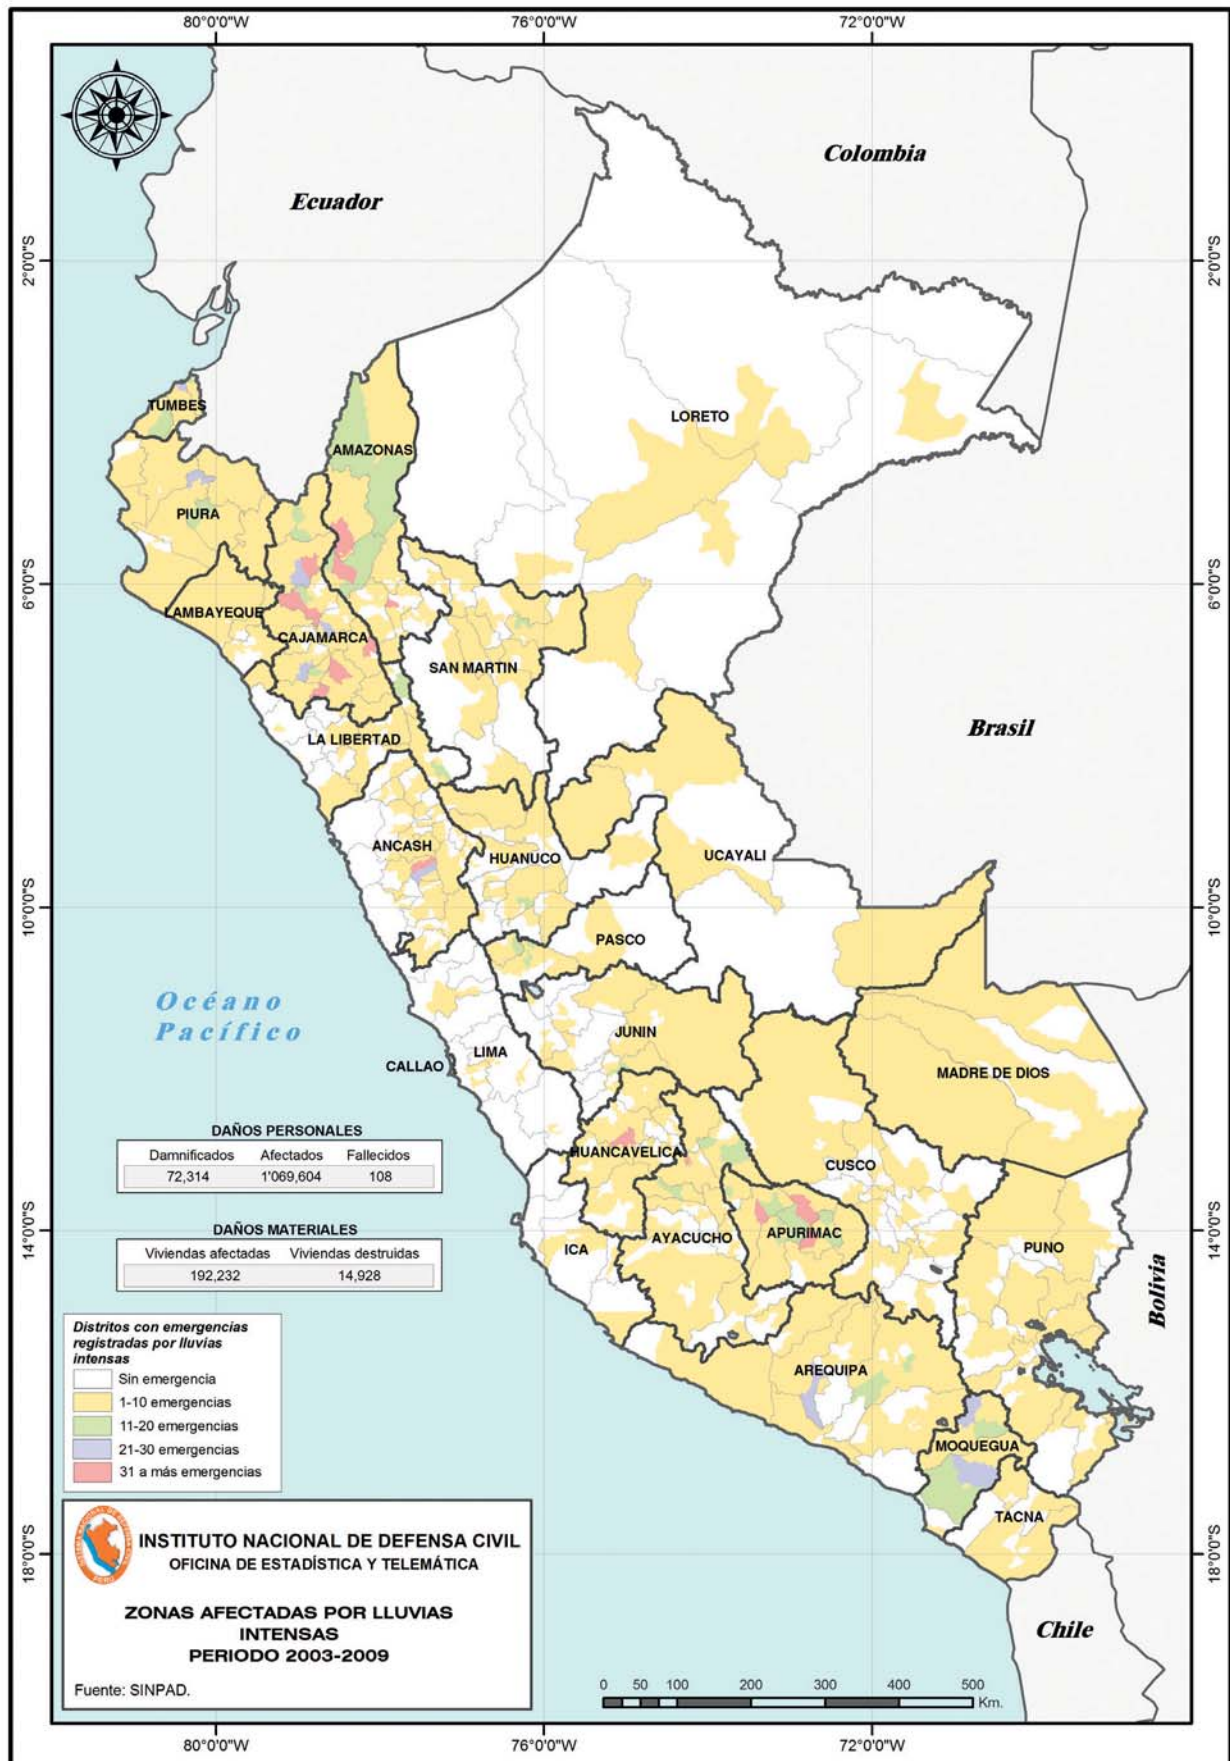 80°0'0"W 76°0'0"W 72°0'0"W
2°0'0"S 2°0'0"S
6°0'0"S 6°0'0"S
10°0'0"S 10°0'0"S
14°0'0"S 14°0'0"S
18°0'0"S 18°0'0"S
Colombia
Ecuador
TUMBES
LORETO
AMAZONAS
PIURA
LAMBAYEQUE
CAJAMARCA
SAN MARTIN
Brasil
LA LIBERTAD
ANCASH
HUANUCO
UCAYALI
PASCO
Océano
Pacífico
JUNIN
LIMA
CALLAO
MADRE DE DIOS
HUANCAVELICA
CUSCO
AYACUCHO
APURIMAC
ICA
PUNO
Bolivia
AREQUIPA
MOQUEGUA
TACNA
Chile
DAÑOS PERSONALES
Damnificados Afectados Fallecidos
72,314 1'069,604 108
DAÑOS MATERIALES
Viviendas afectadas Viviendas destruidas
192,232 14,928
Distritos con emergencias
registradas por lluvias
intensas
Sin emergencia
1-10 emergencias
11-20 emergencias
21-30 emergencias
31 a más emergencias
INSTITUTO NACIONAL DE DEFENSA CIVIL
OFICINA DE ESTADÍSTICA Y TELEMÁTICA
ZONAS AFECTADAS POR LLUVIAS
INTENSAS
PERIODO 2003-2009
Fuente: SINPAD.
0 50 100 200 300 400 500
Km.
80°0'0"W 76°0'0"W 72°0'0"W